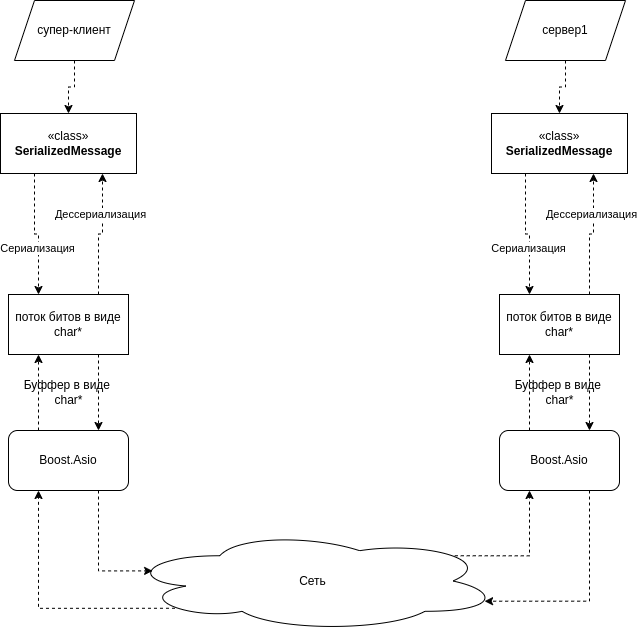 супер-клиент
сервер1
«class»
SerializedMessage
«class»
SerializedMessage
Дессериализация
Дессериализация
Сериализация
Сериализация
поток битов в виде
char*
поток битов в виде
char*
Буффер в виде
char*
Буффер в виде
char*
Boost.Asio
Boost.Asio
Сеть